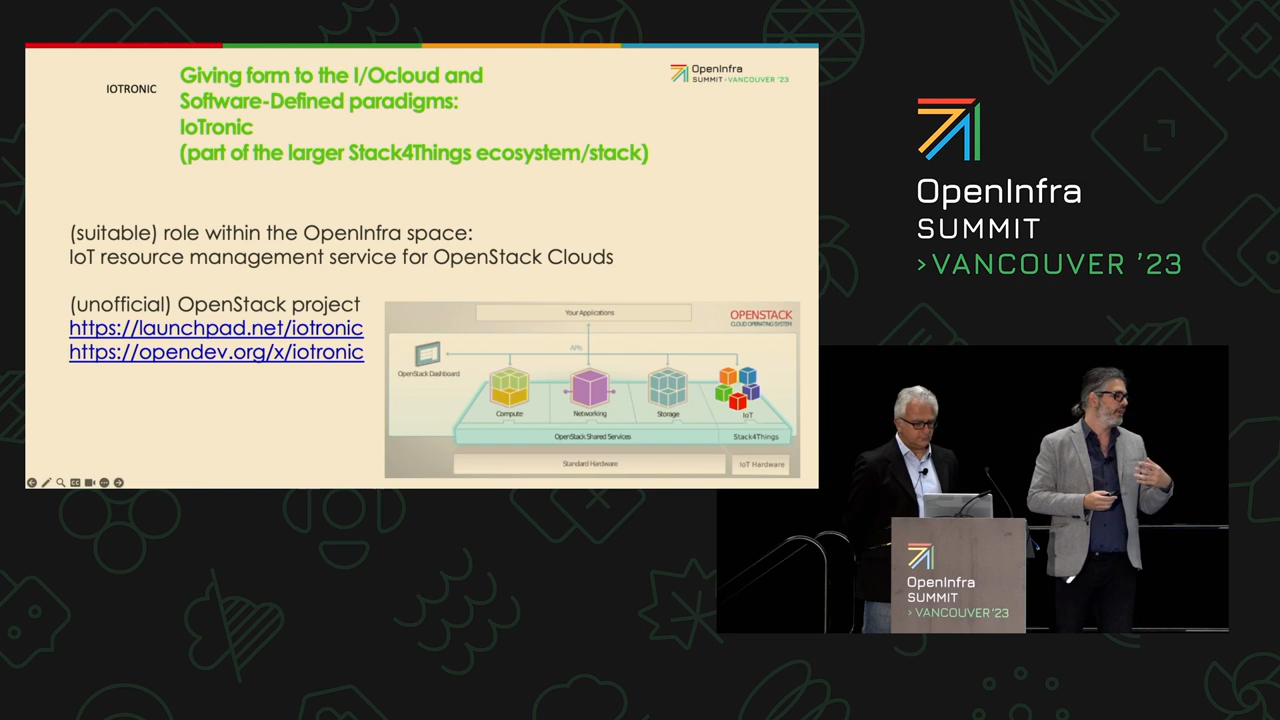 IOTRONIC
Giving form to the I/Ocloud and
Software-Defined paradigms:
IoTronic
(part of the larger Stack4Things ecosystem/stack)
OpenInfra
SUMMIT >VANCOUVER '23
(suitable) role within the OpenInfra space:
IoT resource management service for OpenStack Clouds
(unofficial) OpenStack project
https://launchpad.net/iotronic
https://opendev.org/x/iotronic
Your Applications
OPENSTACK
CLOUD OPERATING SYSTEM
APIs
OpenStack Dashboard
Compute
Networking
Storage
IoT
OpenStack Shared Services
Stack4Things
Standard Hardware
IoT Hardware
OpenInfra
SUMMIT
>VANCOUVER '23
OpenInfra
SUMMIT
>VANCOUVER '23